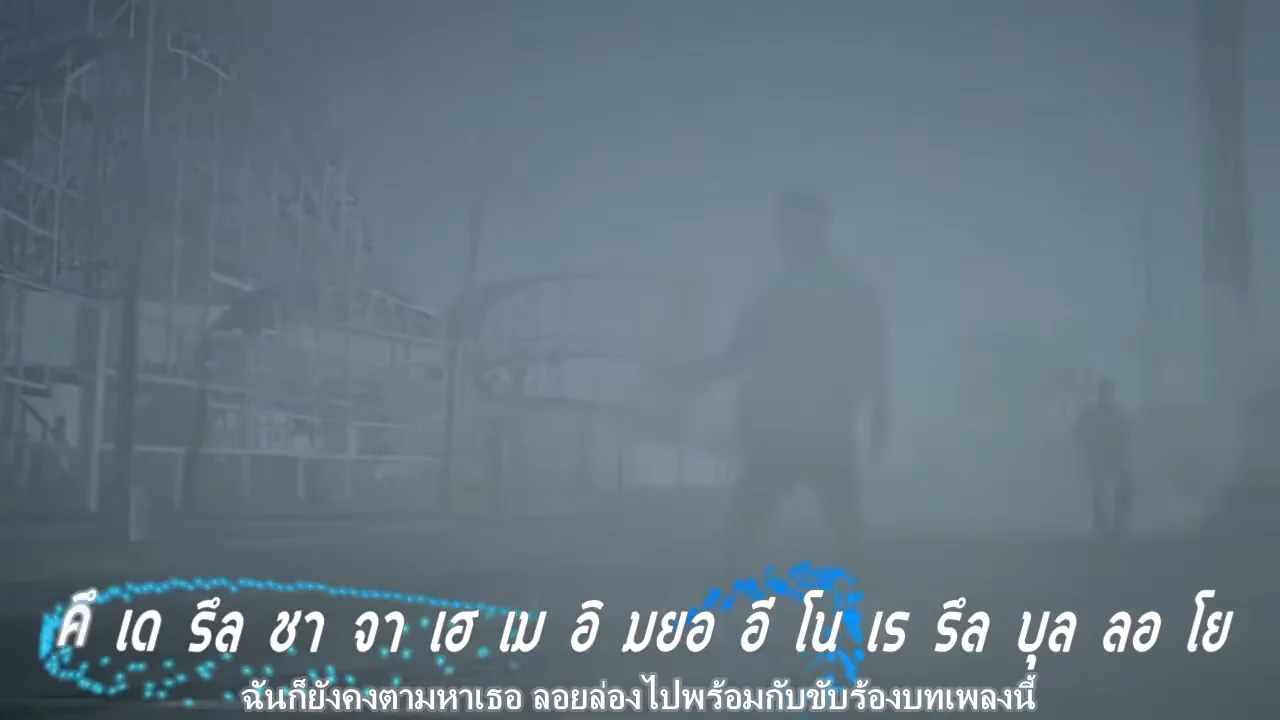 คึ เด รึล ชา จา เฮ เม อิ มยอ อี โน เร รึล บุล ลอ โย
ฉันก็ยังคงตามหาเธอ ลอยล่องไปพร้อมกับขับร้องบทเพลงนี้